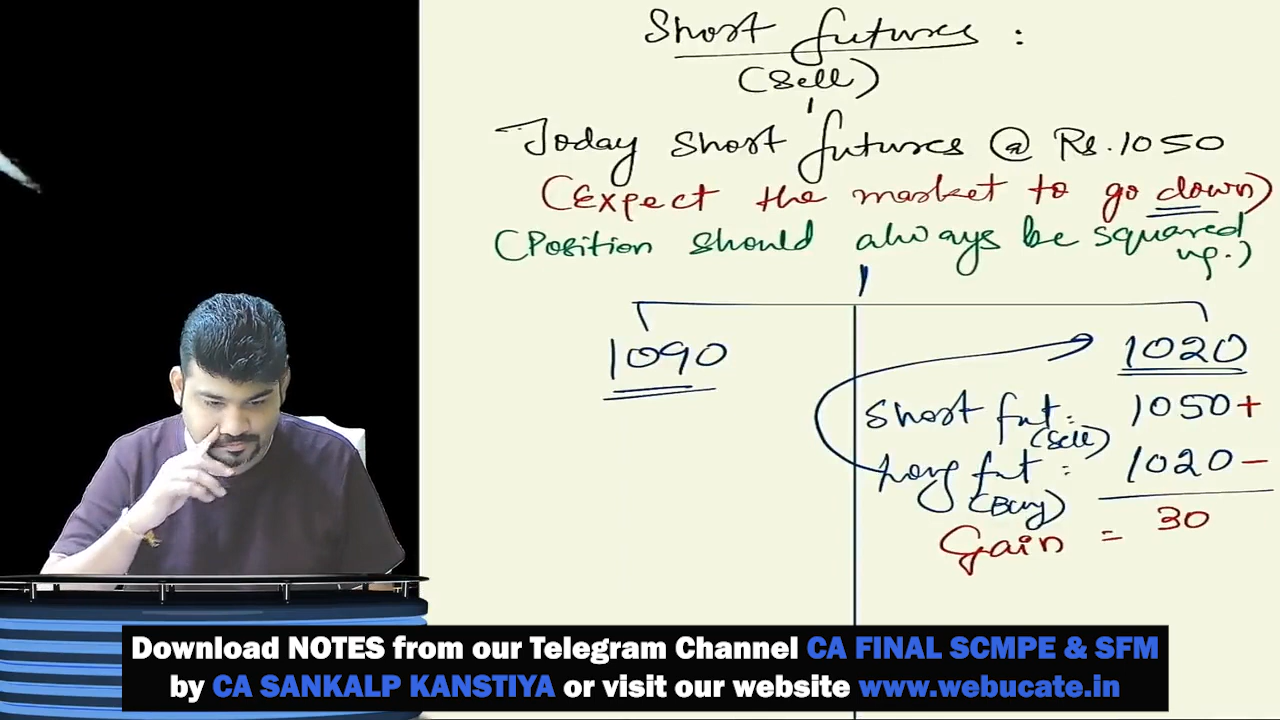 Short futures :
(Sell)
Today short futures @ Rs.1050
(Expect the market to go down)
(Position should always be squared
up.)
1090
1020
Short fut : 1050 +
(Sell)
Long fut : 1020 -
(Buy)
Gain = 30
Download NOTES from our Telegram Channel CA FINAL SCMPE & SFM
by CA SANKALP KANSTIYA or visit our website www.webucate.in